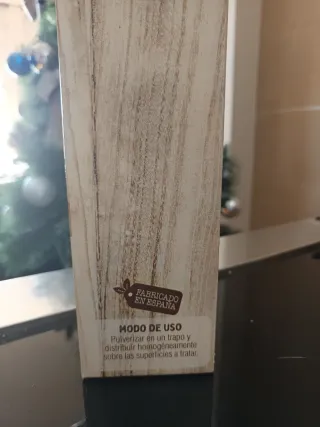 FABRICADO
EN ESPAÑA
MODO DE USO
Pulverizar en un trapo y
distribuir homogéneamente
sobre las superficies a tratar.